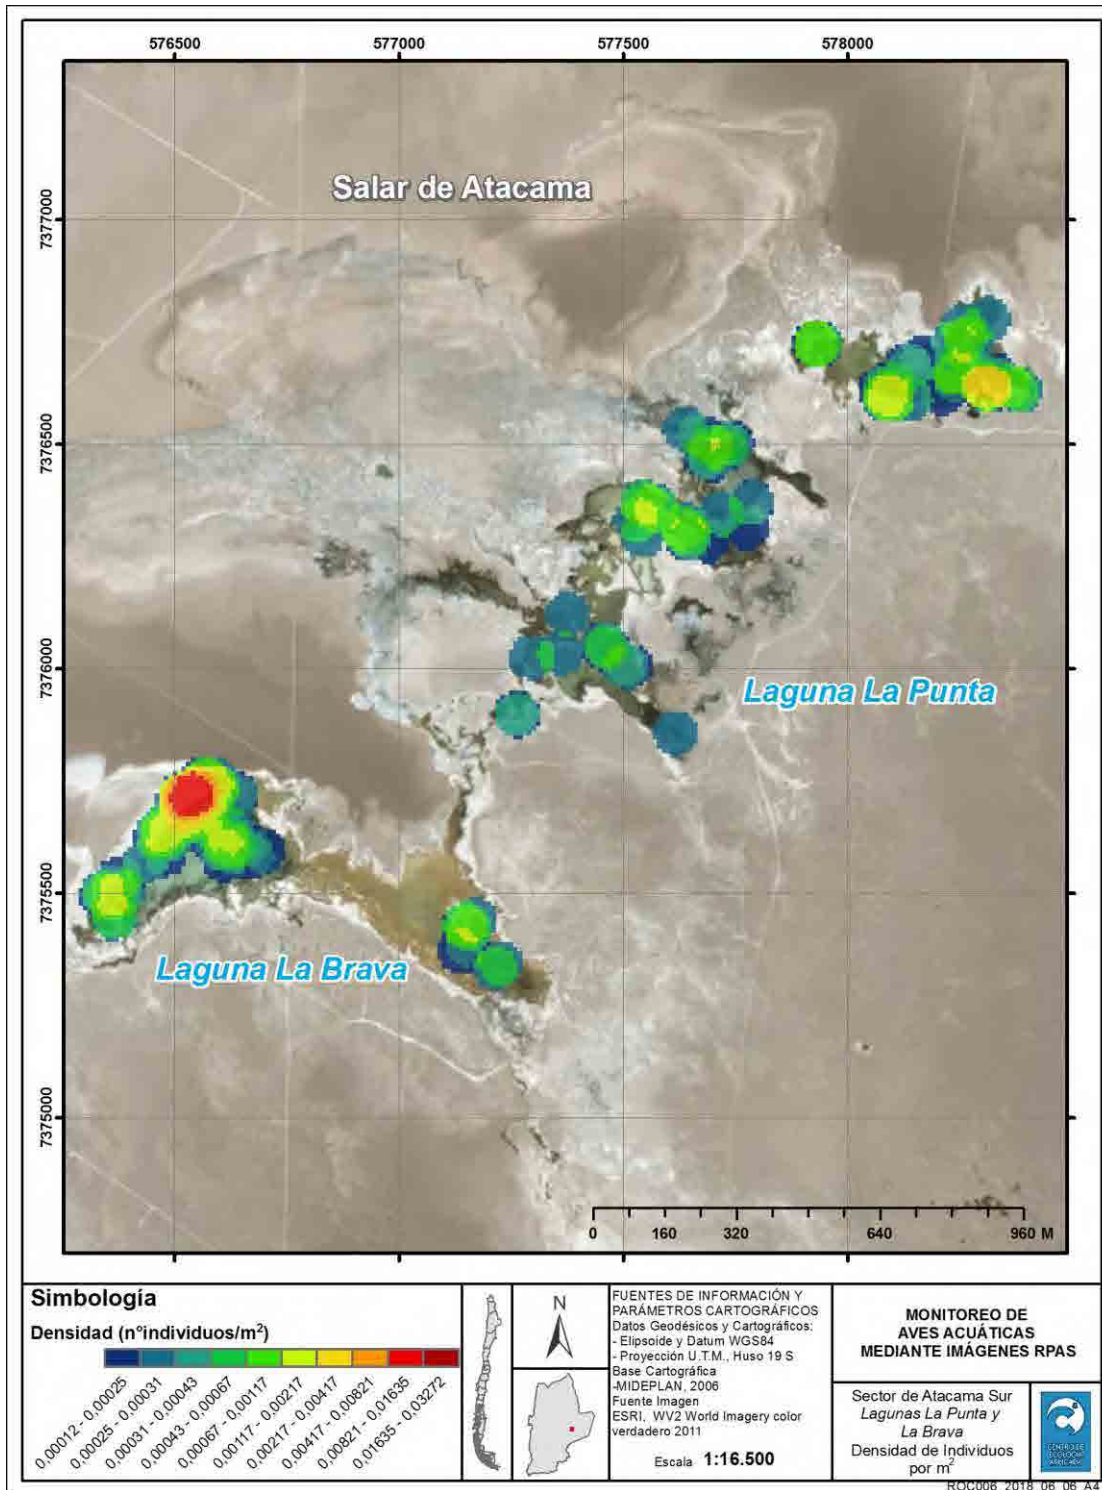 576500 577000 577500 578000
7377000
7376500
7376000
7375500
7375000
Salar de Atacama
Laguna La Punta
Laguna La Brava
0 160 320 640 960 M
Simbología
Densidad (n°individuos/m²)
0,00012 - 0,00025
0,00025 - 0,00031
0,00031 - 0,00043
0,00043 - 0,00067
0,00067 - 0,00117
0,00117 - 0,00217
0,00217 - 0,00417
0,00417 - 0,00821
0,00821 - 0,01635
0,01635 - 0,03272
N
FUENTES DE INFORMACIÓN Y
PARÁMETROS CARTOGRÁFICOS
Datos Geodésicos y Cartográficos:
- Elipsoide y Datum WGS84
- Proyección U.T.M., Huso 19 S
Base Cartográfica
-MIDEPLAN, 2006
Fuente Imagen
ESRI, WV2 World Imagery color
verdadero 2011
Escala 1:16.500
MONITOREO DE
AVES ACUÁTICAS
MEDIANTE IMÁGENES RPAS
Sector de Atacama Sur
Lagunas La Punta y
La Brava
Densidad de Individuos
por m²
CENTRO DE
ECOLOGÍA
APLICADA
ROC006_2018_06_06_A4